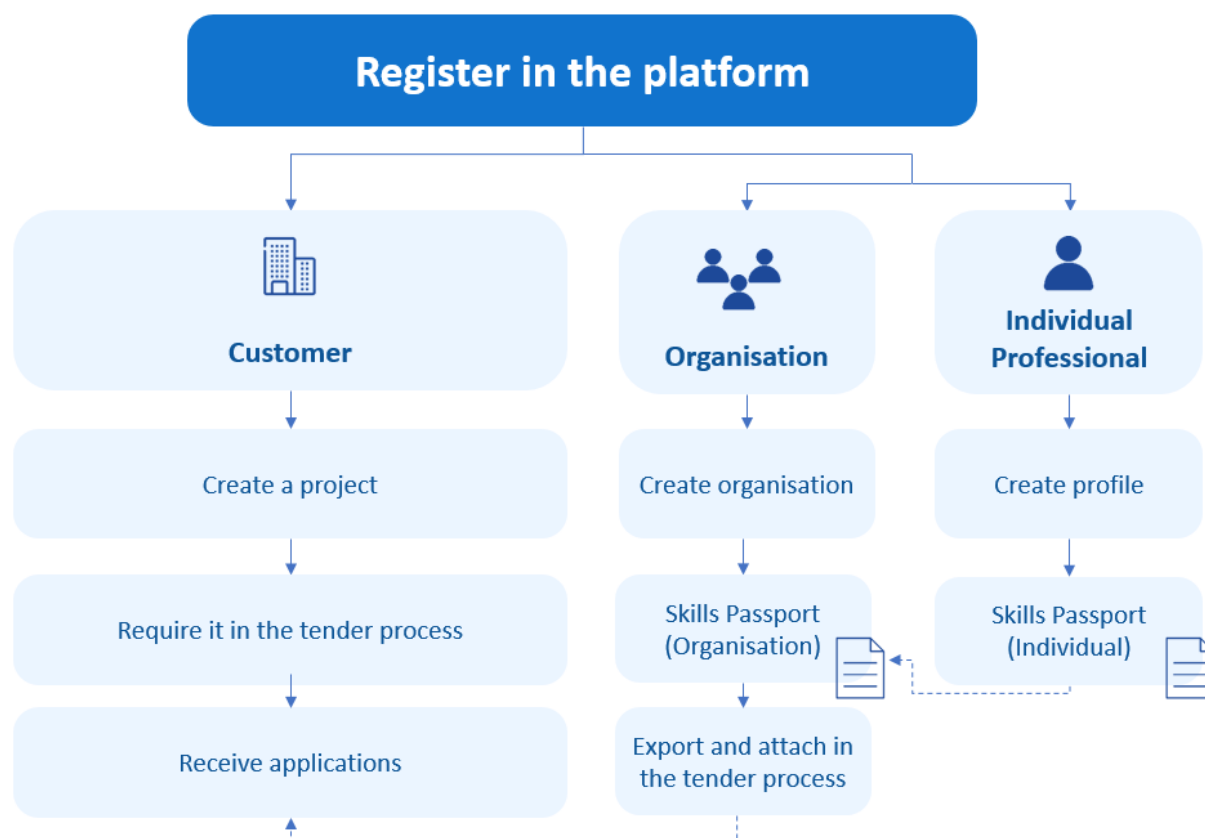 Register in the platform
Customer
Organisation
Individual
Professional
Create a project
Create organisation
Create profile
Require it in the tender process
Skills Passport
(Organisation)
Skills Passport
(Individual)
Receive applications
Export and attach in
the tender process